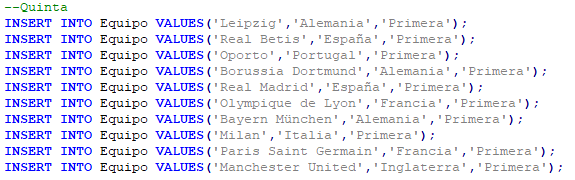 --Quinta
INSERT INTO Equipo VALUES('Leipzig','Alemania','Primera');
INSERT INTO Equipo VALUES('Real Betis','España','Primera');
INSERT INTO Equipo VALUES('Oporto','Portugal','Primera');
INSERT INTO Equipo VALUES('Borussia Dortmund','Alemania','Primera');
INSERT INTO Equipo VALUES('Real Madrid','España','Primera');
INSERT INTO Equipo VALUES('Olympique de Lyon','Francia','Primera');
INSERT INTO Equipo VALUES('Bayern München','Alemania','Primera');
INSERT INTO Equipo VALUES('Milan','Italia','Primera');
INSERT INTO Equipo VALUES('Paris Saint Germain','Francia','Primera');
INSERT INTO Equipo VALUES('Manchester United','Inglaterra','Primera');